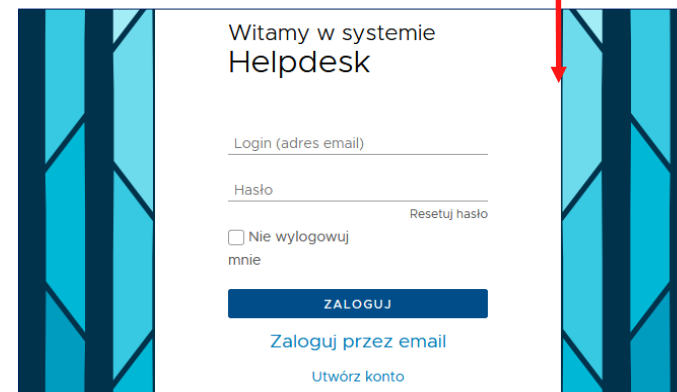 Witamy w systemie
Helpdesk
Login (adres email)
Hasło
Resetuj hasło
Nie wylogowuj
mnie
ZALOGUJ
Zaloguj przez email
Utwórz konto